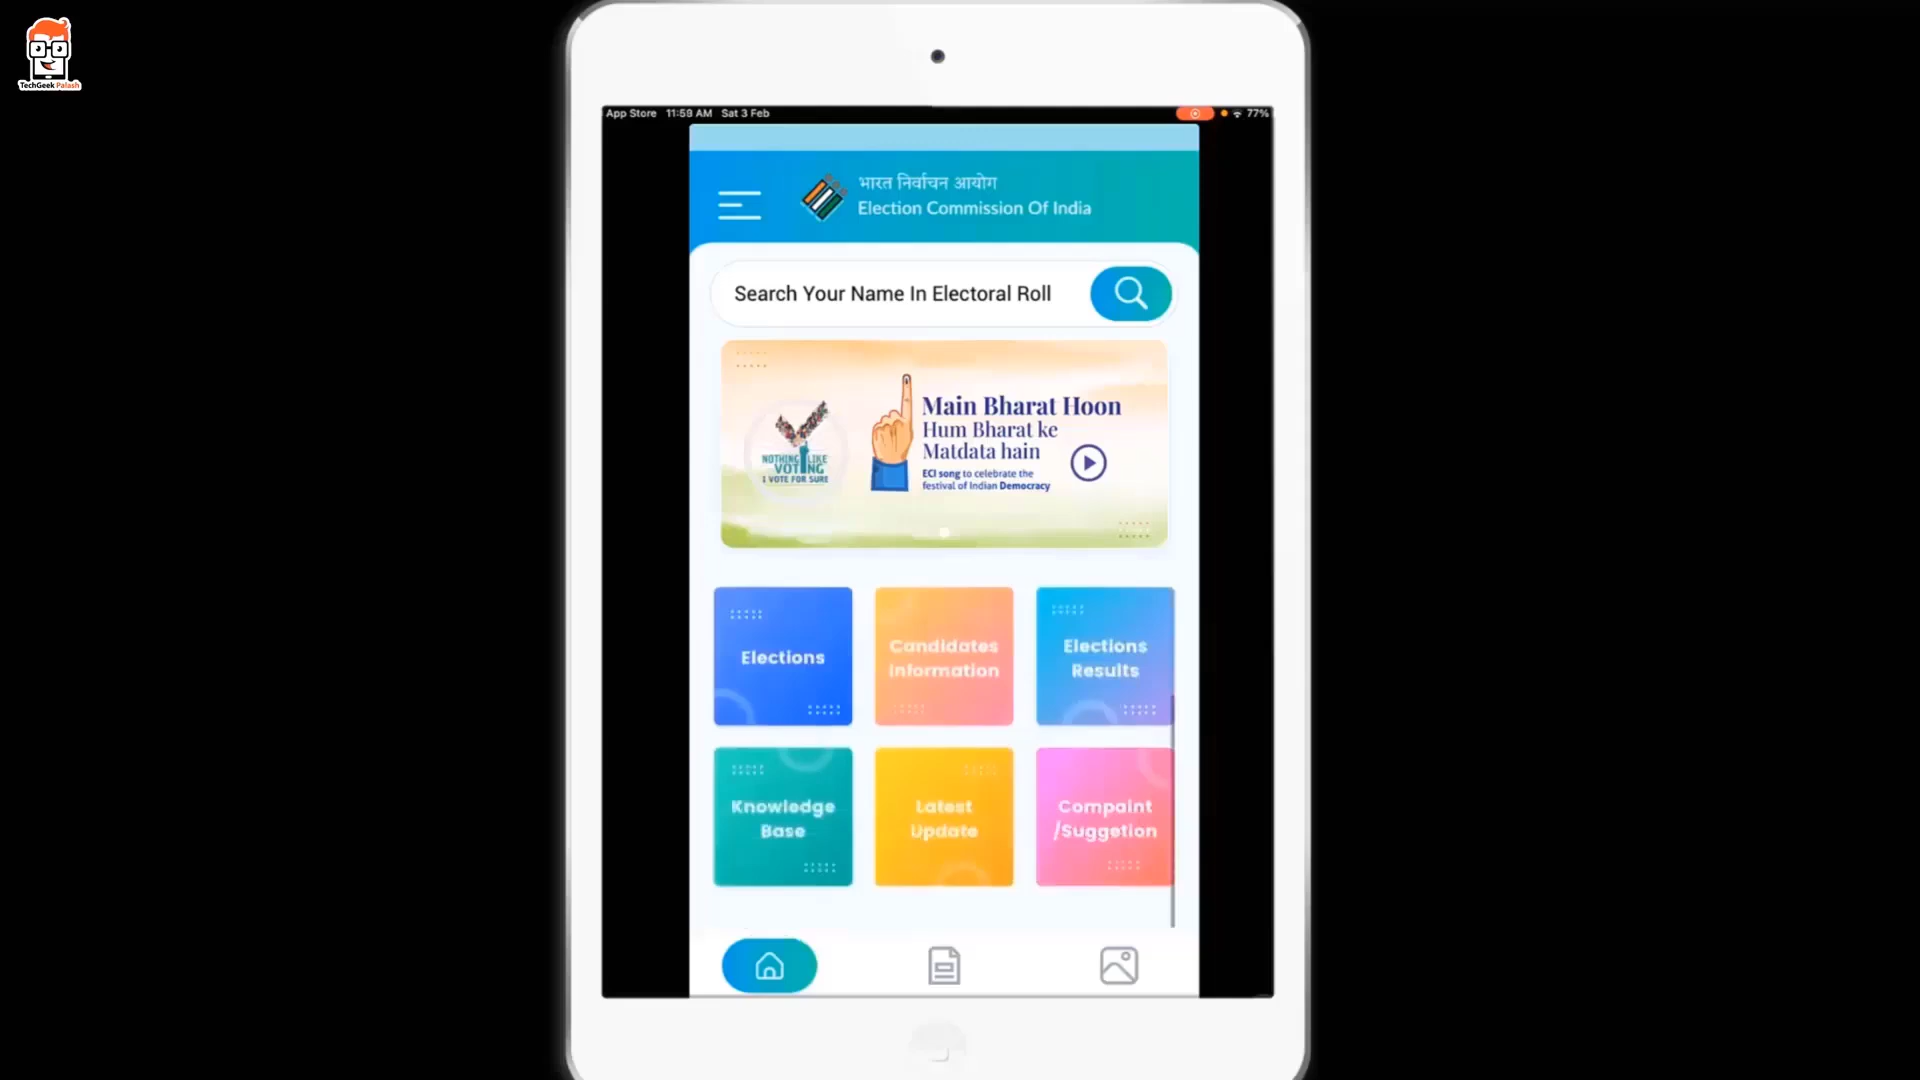 TechGeek Palash
App Store 11:59 AM Sat 3 Feb
77%
भारत निर्वाचन आयोग
Election Commission Of India
Search Your Name In Electoral Roll
NOTHING LIKE
VOTING
I VOTE FOR SURE
Main Bharat Hoon
Hum Bharat ke
Matdata hain
ECI song to celebrate the
festival of Indian Democracy
Elections
Candidates
Information
Elections
Results
Knowledge
Base
Latest
Update
Compaint
/Suggetion